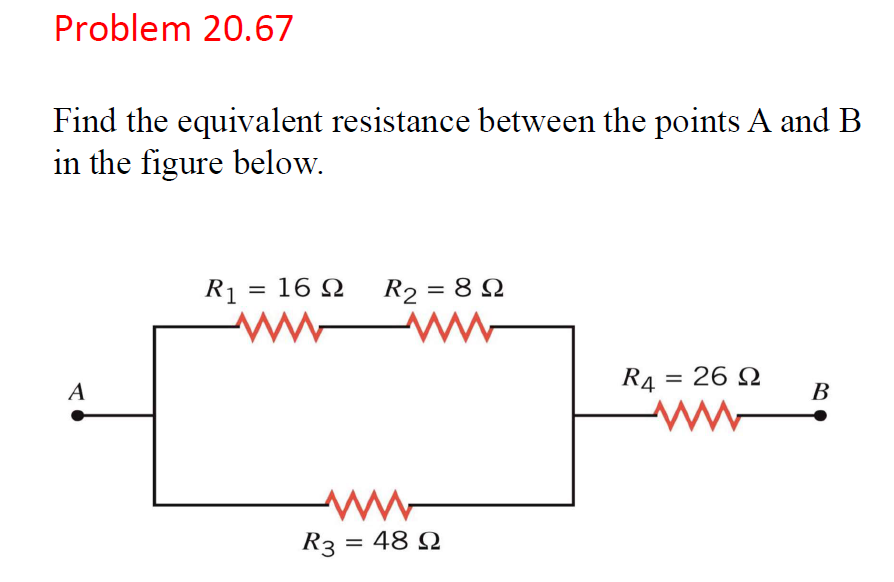 Problem 20.67
Find the equivalent resistance between the points A and B
in the figure below.
R1 = 16 Ω R2 = 8 Ω
R4 = 26 Ω
A B
R3 = 48 Ω